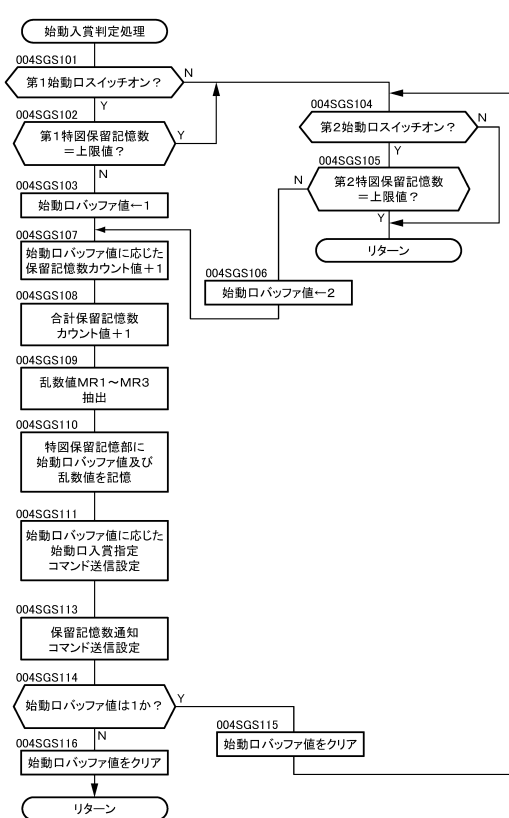 始動入賞判定処理
004SGS101
第1始動口スイッチオン?
N
Y
004SGS102
第1特図保留記憶数
=上限値?
Y
N
004SGS103
始動口バッファ値←1
004SGS104
第2始動口スイッチオン?
N
Y
004SGS105
第2特図保留記憶数
=上限値?
N
Y
リターン
004SGS106
始動口バッファ値←2
004SGS107
始動口バッファ値に応じた
保留記憶数カウント値+1
004SGS108
合計保留記憶数
カウント値+1
004SGS109
乱数値MR1~MR3
抽出
004SGS110
特図保留記憶部に
始動口バッファ値及び
乱数値を記憶
004SGS111
始動口バッファ値に応じた
始動口入賞指定
コマンド送信設定
004SGS113
保留記憶数通知
コマンド送信設定
004SGS114
始動口バッファ値は1か?
Y
N
004SGS115
始動口バッファ値をクリア
004SGS116
始動口バッファ値をクリア
リターン